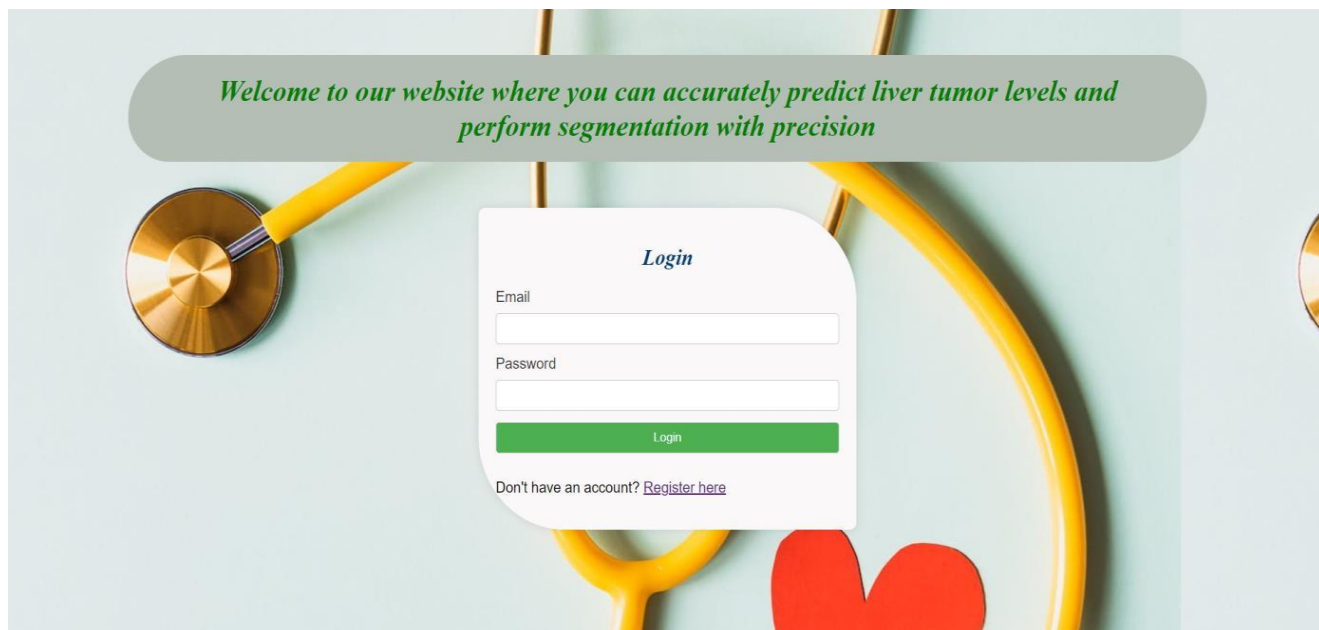 Welcome to our website where you can accurately predict liver tumor levels and
perform segmentation with precision
Login
Email
Password
Login
Don't have an account? Register here